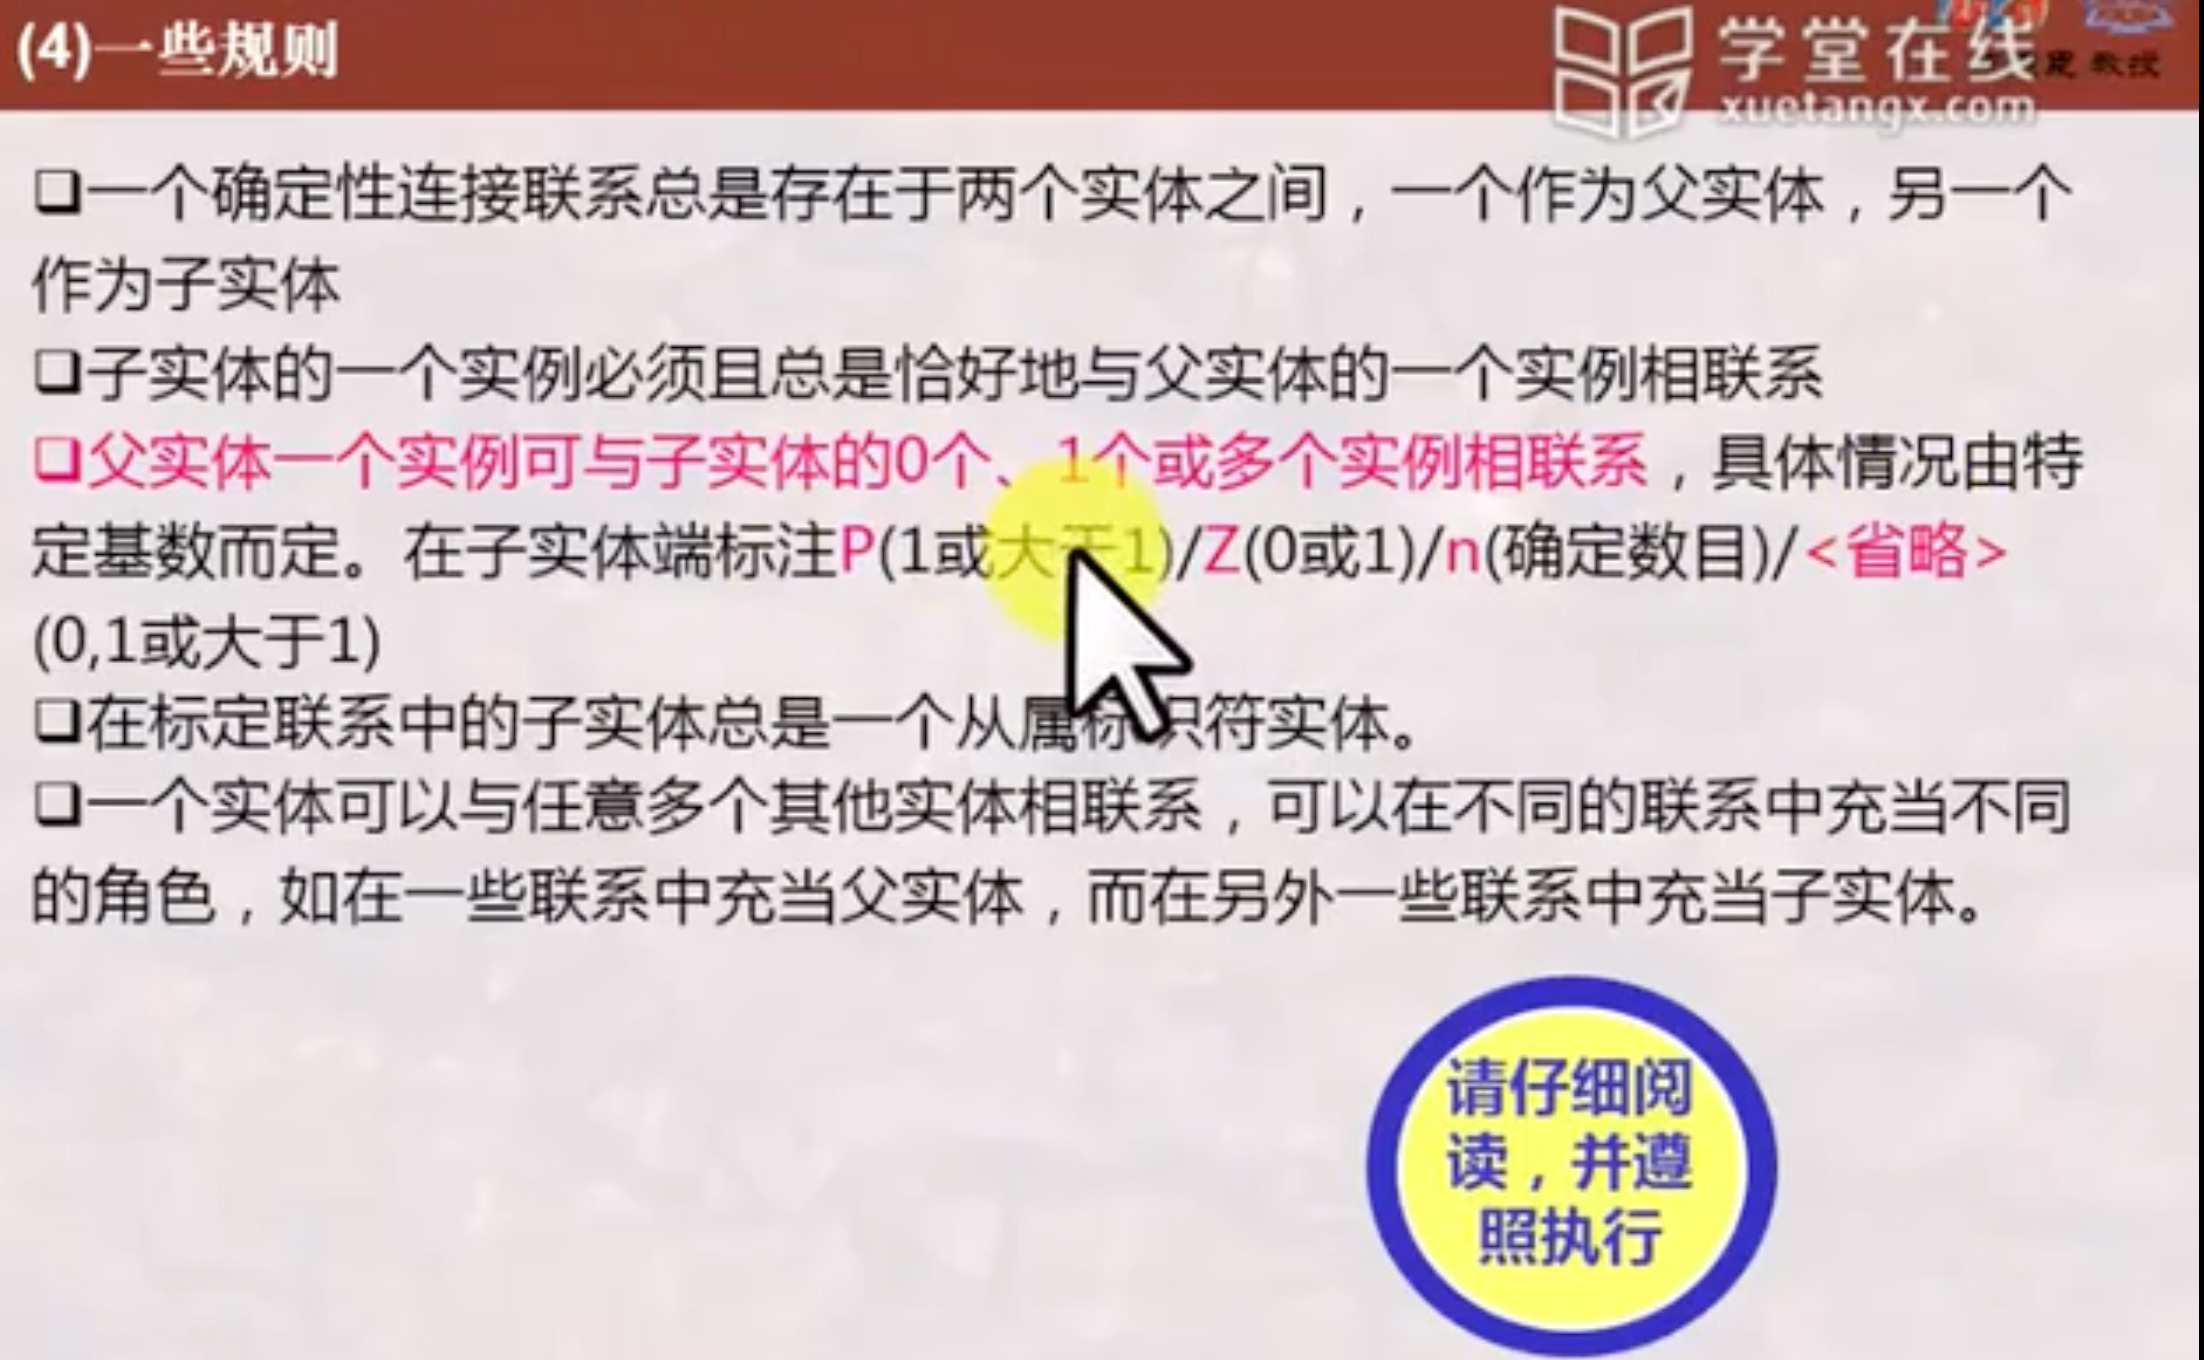 (4)一些规则
学堂在线
教授
xuetangx.com
❑一个确定性连接联系总是存在于两个实体之间，一个作为父实体，另一个
作为子实体
❑子实体的一个实例必须且总是恰好地与父实体的一个实例相联系
❑父实体一个实例可与子实体的0个、1个或多个实例相联系，具体情况由特
定基数而定。在子实体端标注P(1或大于1)/Z(0或1)/n(确定数目)/<省略>
(0,1或大于1)
❑在标定联系中的子实体总是一个从属标识符实体。
❑一个实体可以与任意多个其他实体相联系，可以在不同的联系中充当不同
的角色，如在一些联系中充当父实体，而在另外一些联系中充当子实体。
请仔细阅
读，并遵
照执行